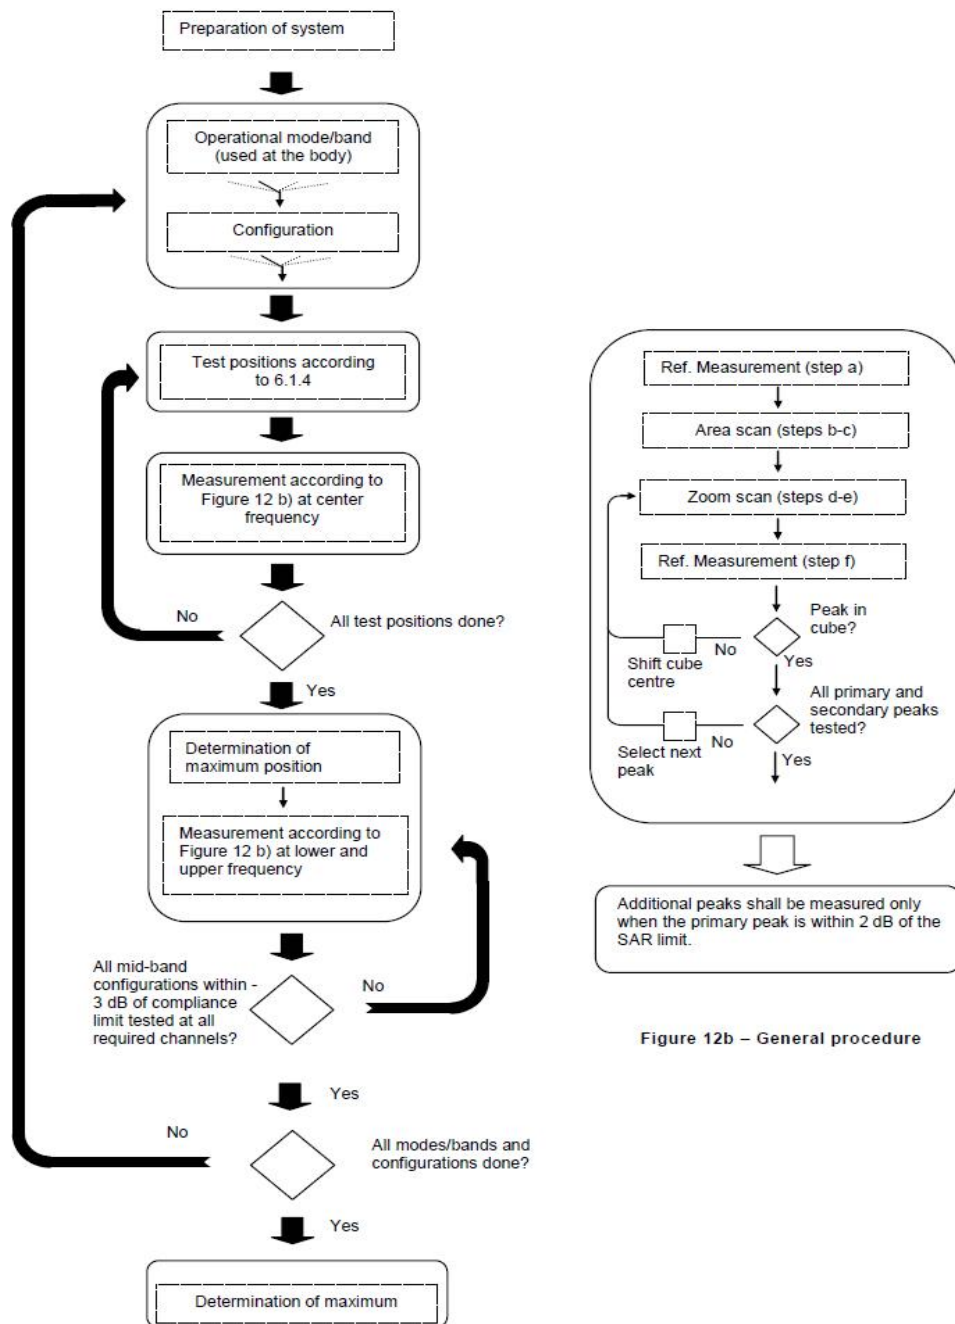 Preparation of system
Operational mode/band
(used at the body)
Configuration
Test positions according
to 6.1.4
Measurement according to
Figure 12 b) at center
frequency
No
All test positions done?
Yes
Determination of
maximum position
Measurement according to
Figure 12 b) at lower and
upper frequency
All mid-band
configurations within -
3 dB of compliance
limit tested at all
required channels?
No
Yes
No
All modes/bands and
configurations done?
Yes
Determination of maximum
Ref. Measurement (step a)
Area scan (steps b-c)
Zoom scan (steps d-e)
Ref. Measurement (step f)
Peak in
cube?
No
Shift cube
centre
Yes
All primary and
secondary peaks
tested?
No
Select next
peak
Yes
Additional peaks shall be measured only
when the primary peak is within 2 dB of the
SAR limit.
Figure 12b – General procedure